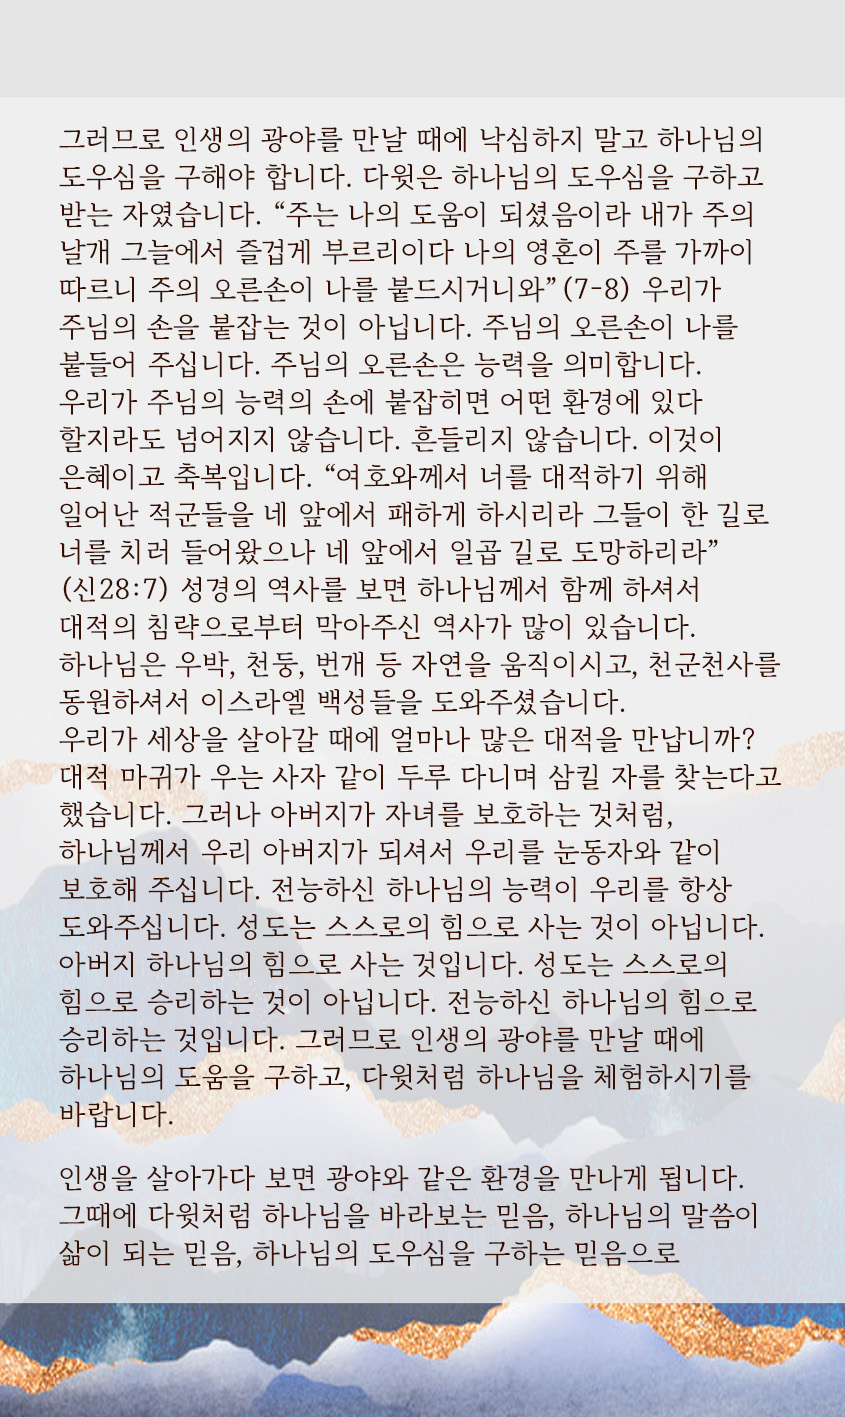 그러므로 인생의 광야를 만날 때에 낙심하지 말고 하나님의
도우심을 구해야 합니다. 다윗은 하나님의 도우심을 구하고
받는 자였습니다. “주는 나의 도움이 되셨음이라 내가 주의
날개 그늘에서 즐겁게 부르리이다 나의 영혼이 주를 가까이
따르니 주의 오른손이 나를 붙드시거니와”(7-8) 우리가
주님의 손을 붙잡는 것이 아닙니다. 주님의 오른손이 나를
붙들어 주십니다. 주님의 오른손은 능력을 의미합니다.
우리가 주님의 능력의 손에 붙잡히면 어떤 환경에 있다
할지라도 넘어지지 않습니다. 흔들리지 않습니다. 이것이
은혜이고 축복입니다. “여호와께서 너를 대적하기 위해
일어난 적군들을 네 앞에서 패하게 하시리라 그들이 한 길로
너를 치러 들어왔으나 네 앞에서 일곱 길로 도망하리라”
(신28:7) 성경의 역사를 보면 하나님께서 함께 하셔서
대적의 침략으로부터 막아주신 역사가 많이 있습니다.
하나님은 우박, 천둥, 번개 등 자연을 움직이시고, 천군천사를
동원하셔서 이스라엘 백성들을 도와주셨습니다.
우리가 세상을 살아갈 때에 얼마나 많은 대적을 만납니까?
대적 마귀가 우는 사자 같이 두루 다니며 삼킬 자를 찾는다고
했습니다. 그러나 아버지가 자녀를 보호하는 것처럼,
하나님께서 우리 아버지가 되셔서 우리를 눈동자와 같이
보호해 주십니다. 전능하신 하나님의 능력이 우리를 항상
도와주십니다. 성도는 스스로의 힘으로 사는 것이 아닙니다.
아버지 하나님의 힘으로 사는 것입니다. 성도는 스스로의
힘으로 승리하는 것이 아닙니다. 전능하신 하나님의 힘으로
승리하는 것입니다. 그러므로 인생의 광야를 만날 때에
하나님의 도움을 구하고, 다윗처럼 하나님을 체험하시기를
바랍니다.
인생을 살아가다 보면 광야와 같은 환경을 만나게 됩니다.
그때에 다윗처럼 하나님을 바라보는 믿음, 하나님의 말씀이
삶이 되는 믿음, 하나님의 도우심을 구하는 믿음으로